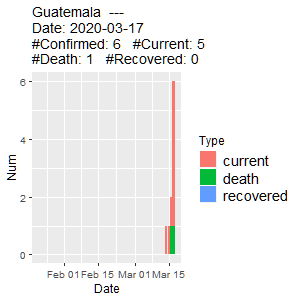 Guatemala  ---
Date: 2020-03-17
#Confirmed: 6   #Current: 5
#Death: 1   #Recovered: 0
6
4
2
0
Num
Feb 01 Feb 15 Mar 01 Mar 15
Date
Type
current
death
recovered